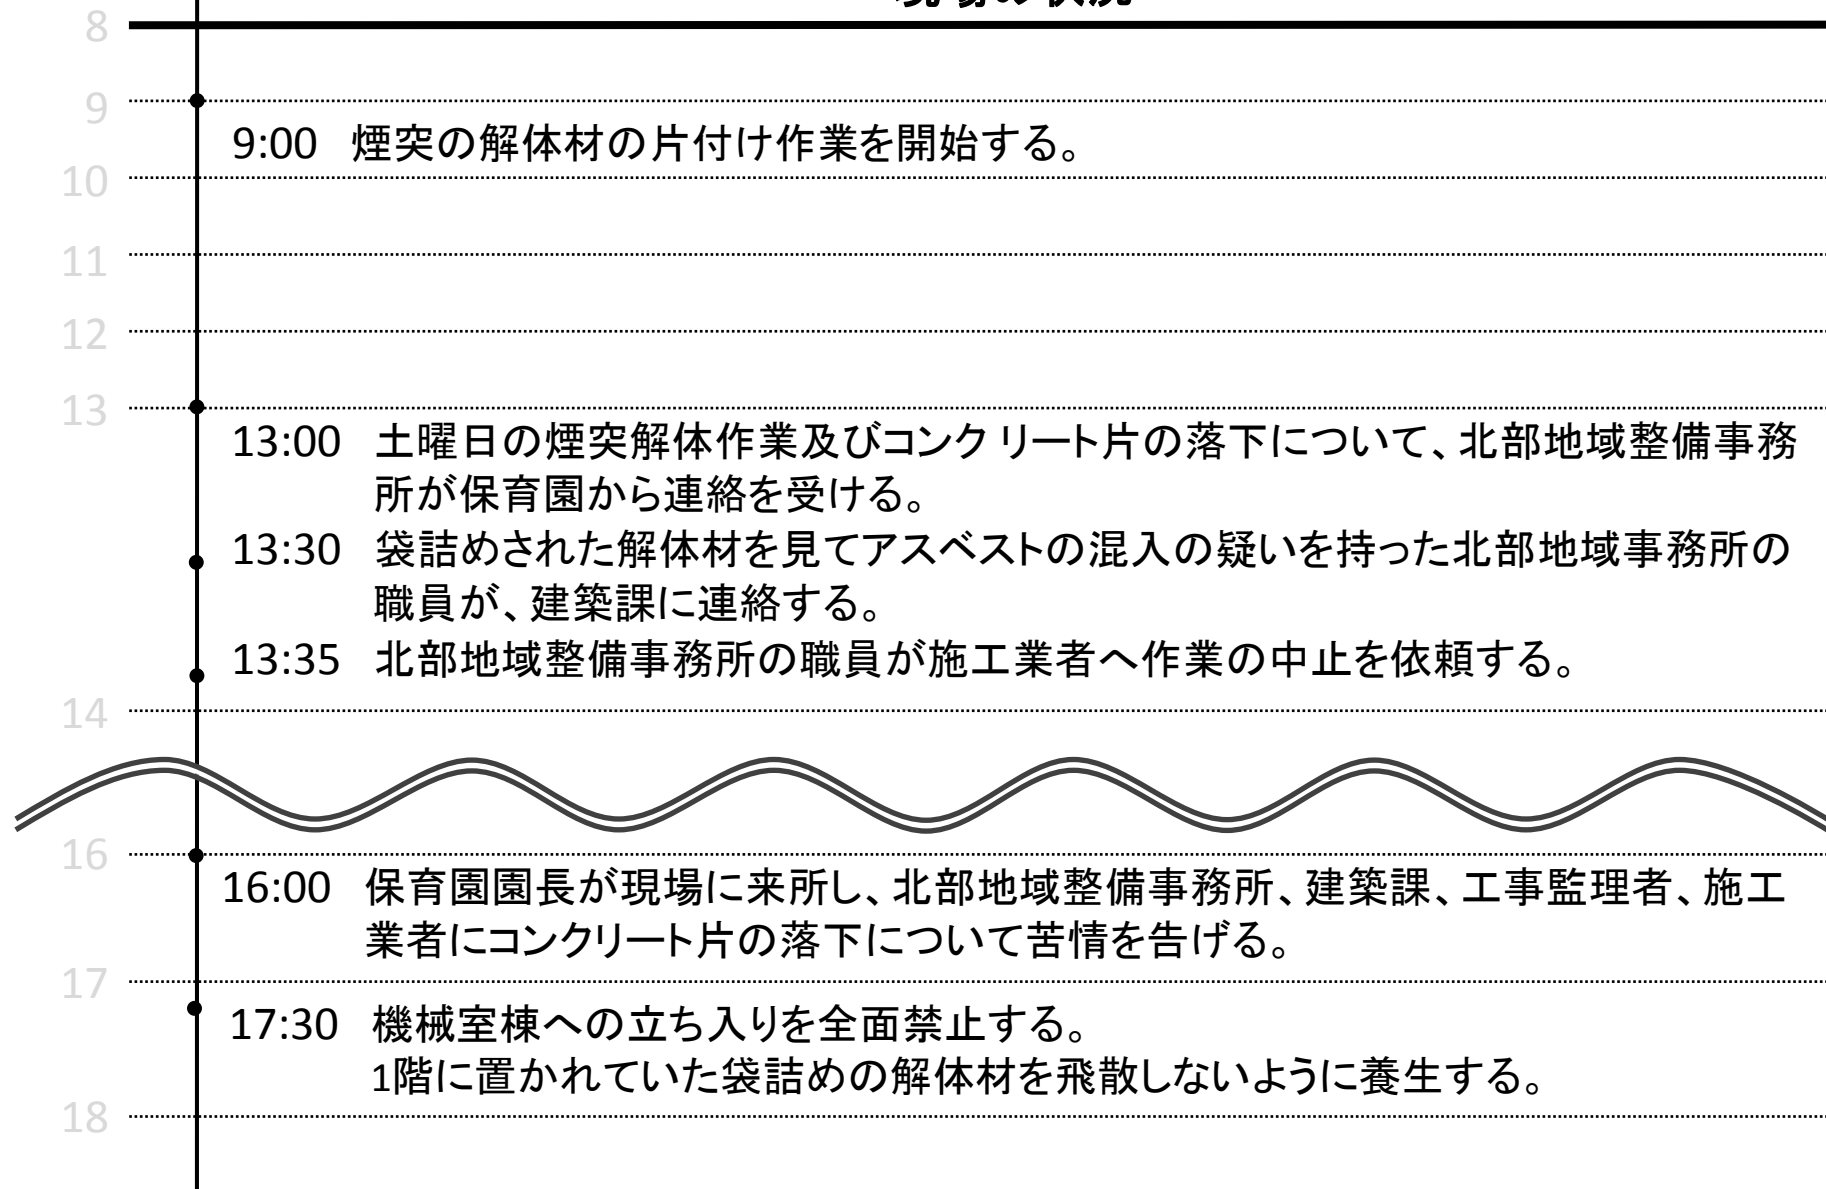 現場の状況
8
9
9:00 煙突の解体材の片付け作業を開始する。
10
11
12
13
13:00 土曜日の煙突解体作業及びコンクリート片の落下について、北部地域整備事務
所が保育園から連絡を受ける。
13:30 袋詰めされた解体材を見てアスベストの混入の疑いを持った北部地域事務所の
職員が、建築課に連絡する。
13:35 北部地域整備事務所の職員が施工業者へ作業の中止を依頼する。
14
16
16:00 保育園園長が現場に来所し、北部地域整備事務所、建築課、工事監理者、施工
業者にコンクリート片の落下について苦情を告げる。
17
17:30 機械室棟への立ち入りを全面禁止する。
1階に置かれていた袋詰めの解体材を飛散しないように養生する。
18